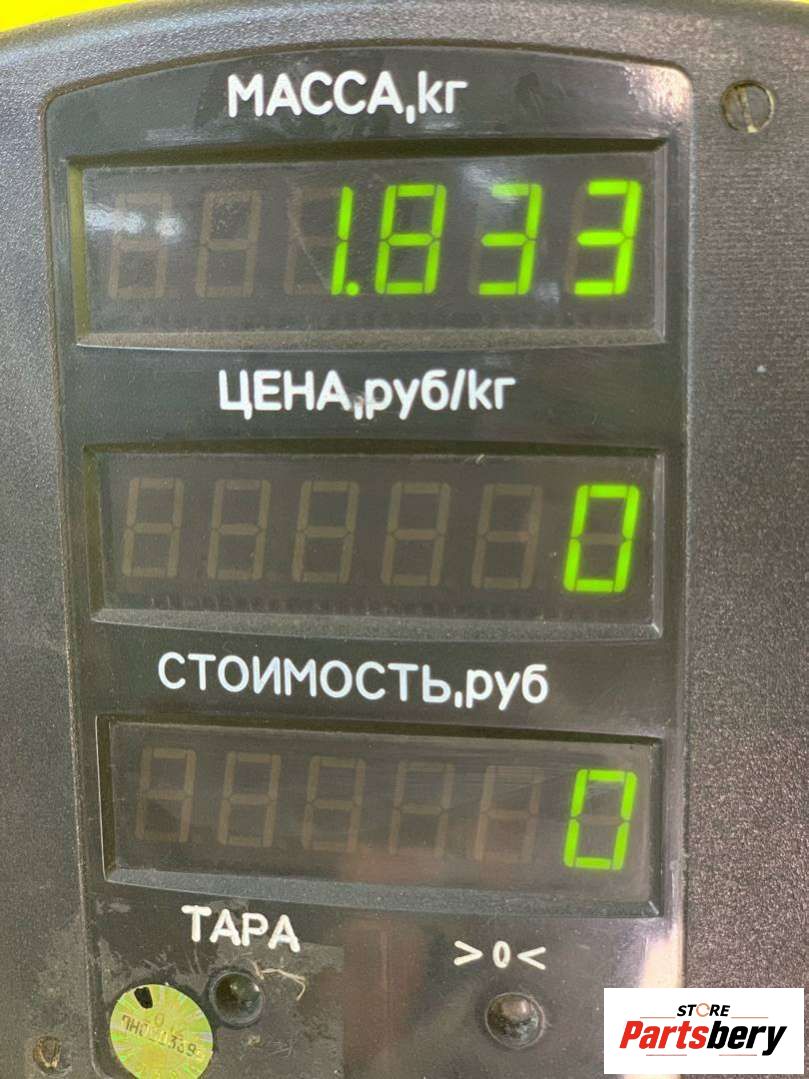 МАССА,кг
1.833
ЦЕНА,руб/кг
0
СТОИМОСТЬ,руб
0
ТАРА
>0<
STORE
Partsbery